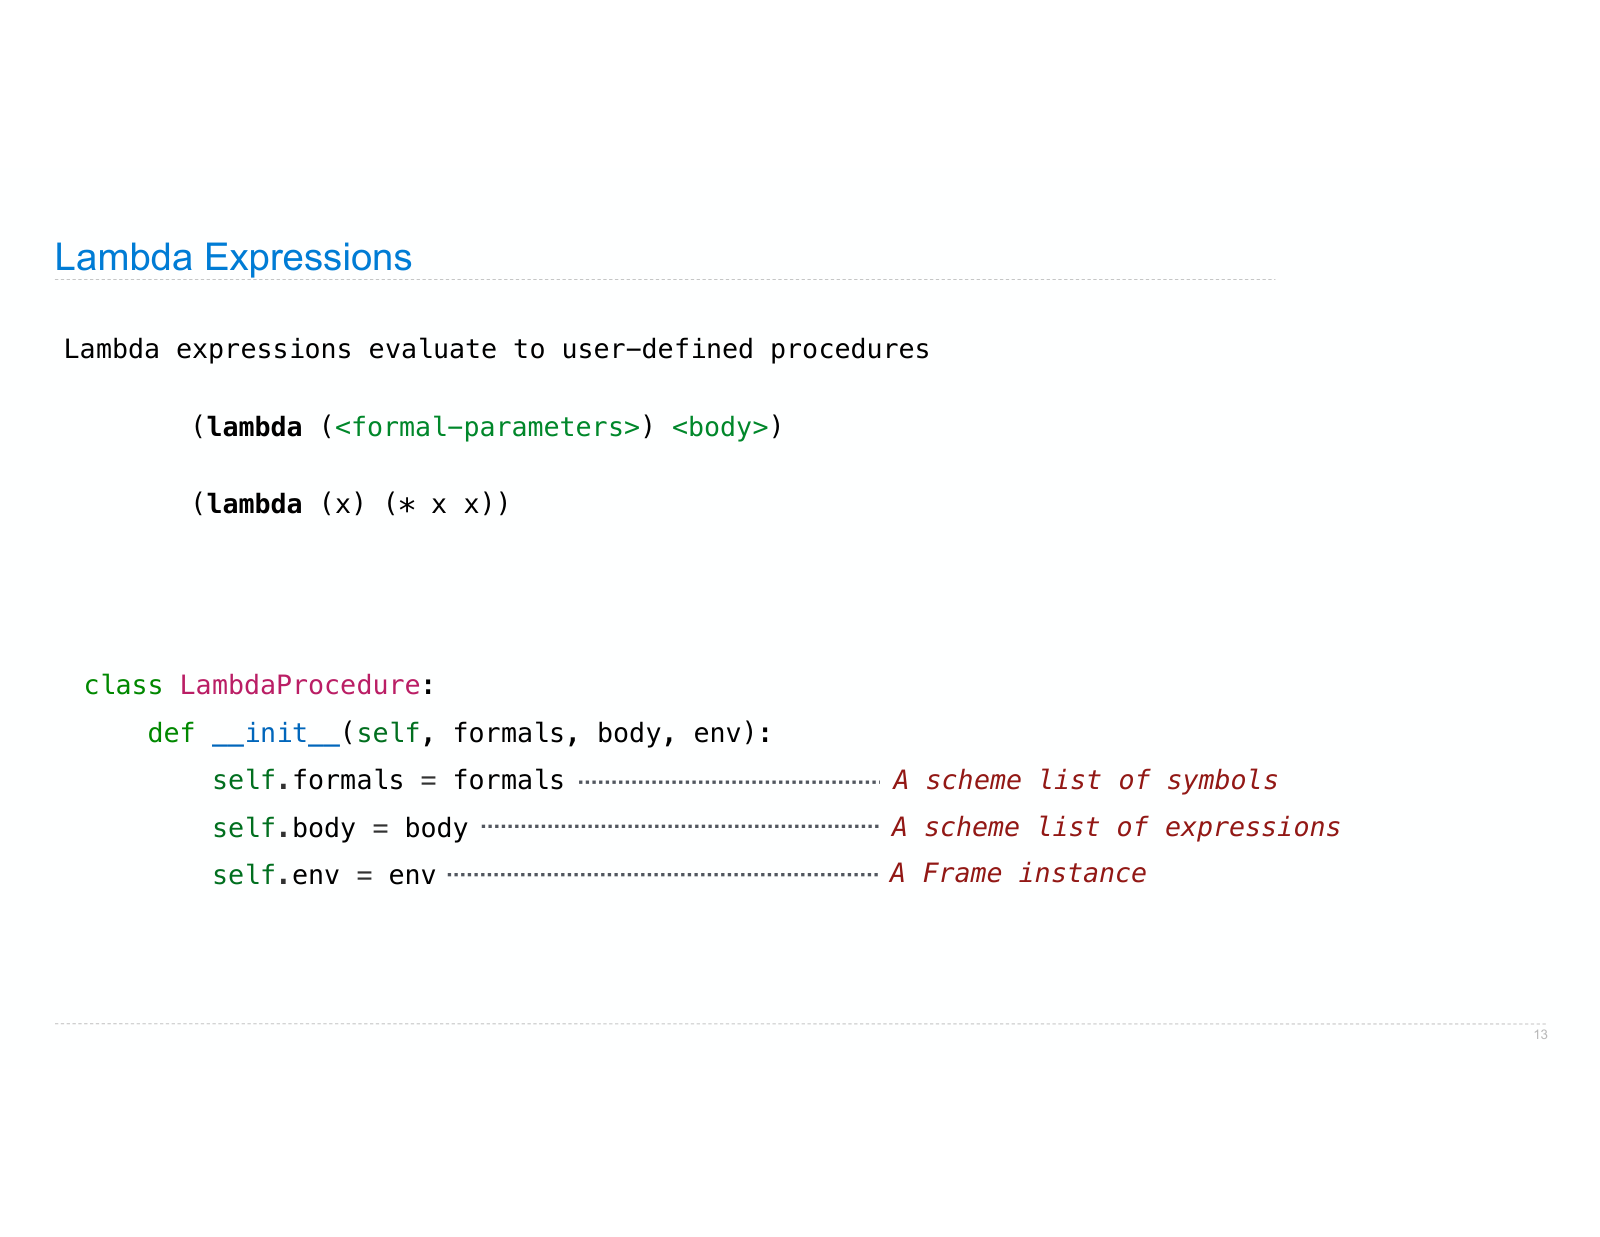 Lambda Expressions
Lambda expressions evaluate to user-defined procedures
(lambda (<formal-parameters>) <body>)
(lambda (x) (* x x))
class LambdaProcedure:
def __init__(self, formals, body, env):
self.formals = formals A scheme list of symbols
self.body = body A scheme list of expressions
self.env = env A Frame instance
13